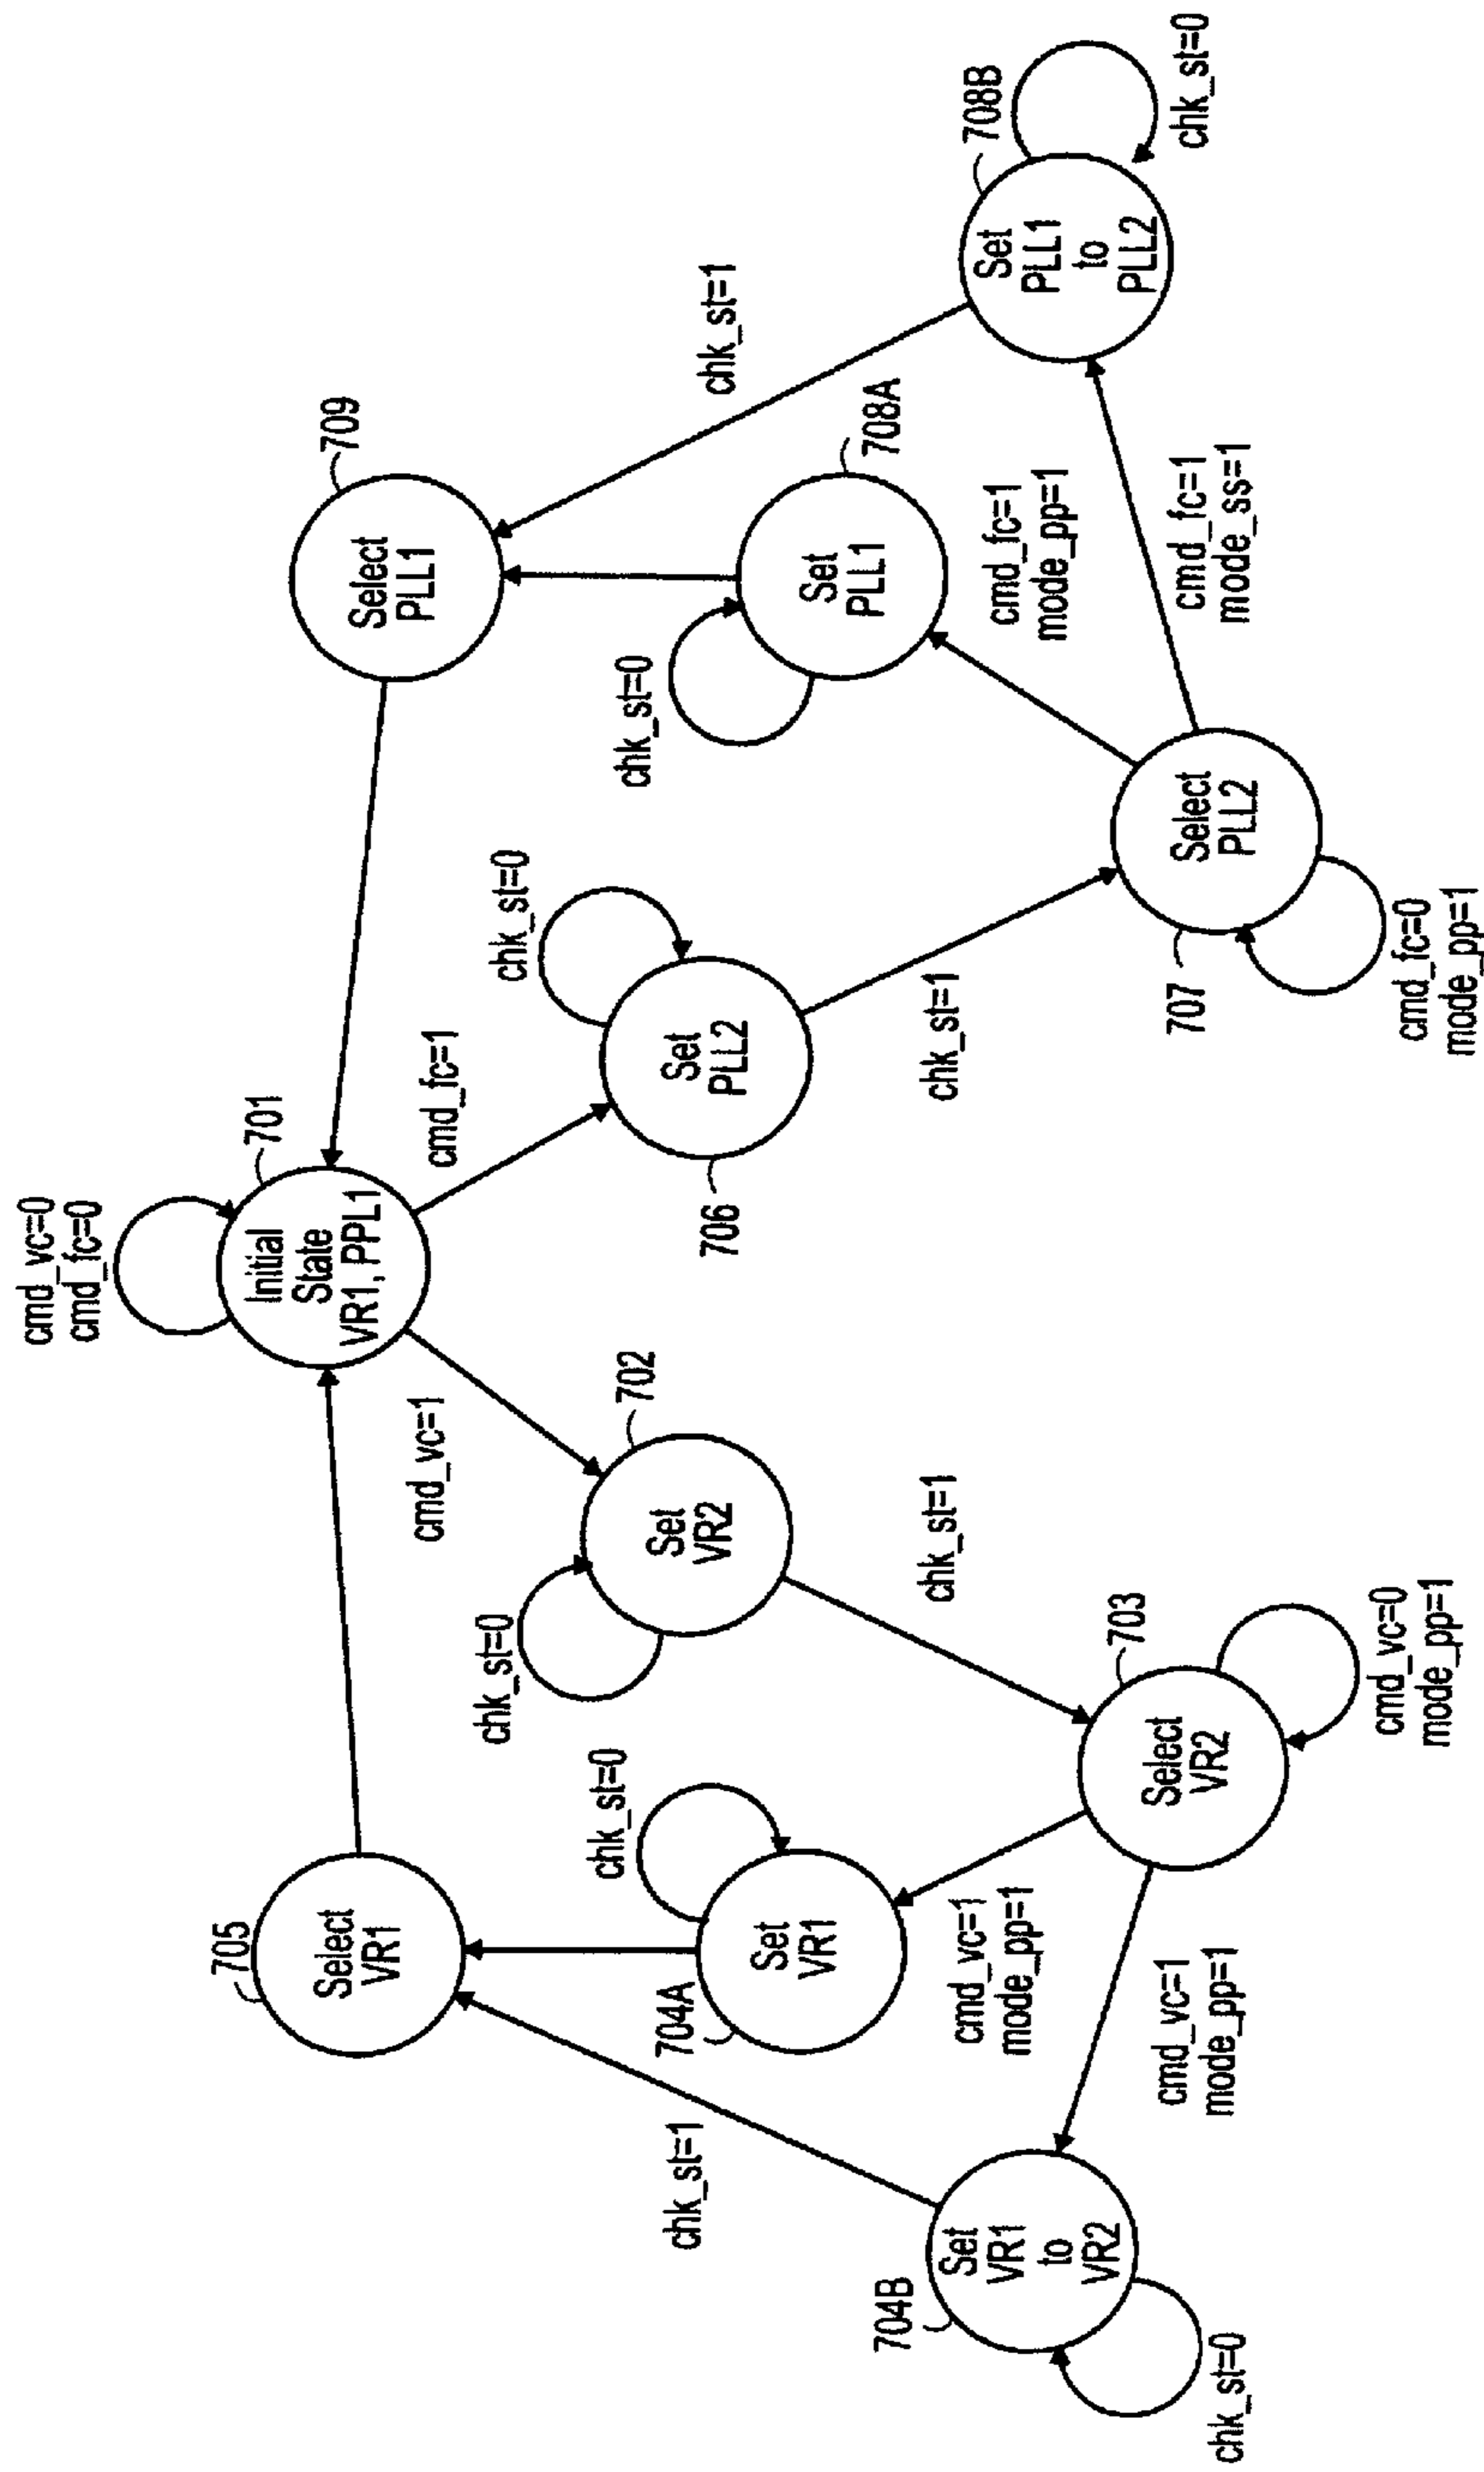 cmd_vc=0
cmd_fc=0
701
Initial
State
VR1, PPL1
705
Select
VR1
709
Select
PLL1
cmd_vc=1
cmd_fc=1
chk_st=0
702
Set
VR2
chk_st=0
706
Set
PLL2
chk_st=0
704A
Set
VR1
chk_st=0
708A
Set
PLL1
chk_st=1
chk_st=1
chk_st=1
chk_st=1
cmd_vc=1
mode_pp=1
cmd_fc=1
mode_pp=1
704B
Set
VR1
to
VR2
chk_st=0
708B
Set
PLL1
to
PLL2
chk_st=0
cmd_vc=1
mode_pp=1
cmd_fc=1
mode_ss=1
703
Select
VR2
cmd_vc=0
mode_pp=1
707
Select
PLL2
cmd_fc=0
mode_pp=1